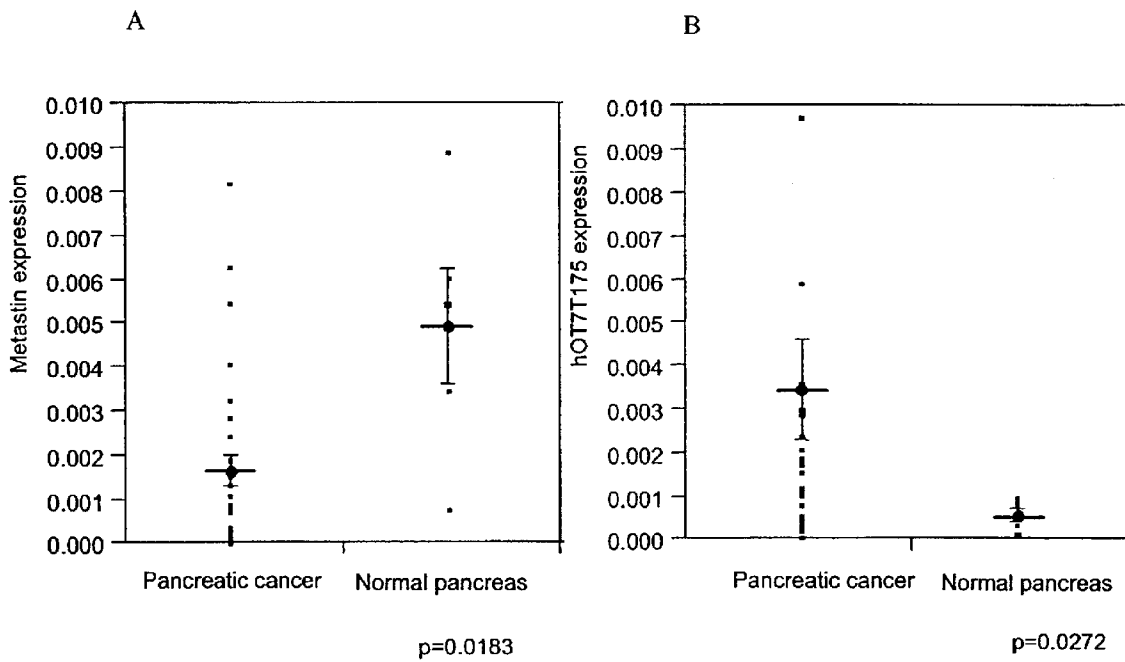 A
Metastin expression
0.010
0.009
0.008
0.007
0.006
0.005
0.004
0.003
0.002
0.001
0.000
Pancreatic cancer
Normal pancreas
p=0.0183
B
hOT7T175 expression
0.010
0.009
0.008
0.007
0.006
0.005
0.004
0.003
0.002
0.001
0.000
Pancreatic cancer
Normal pancreas
p=0.0272